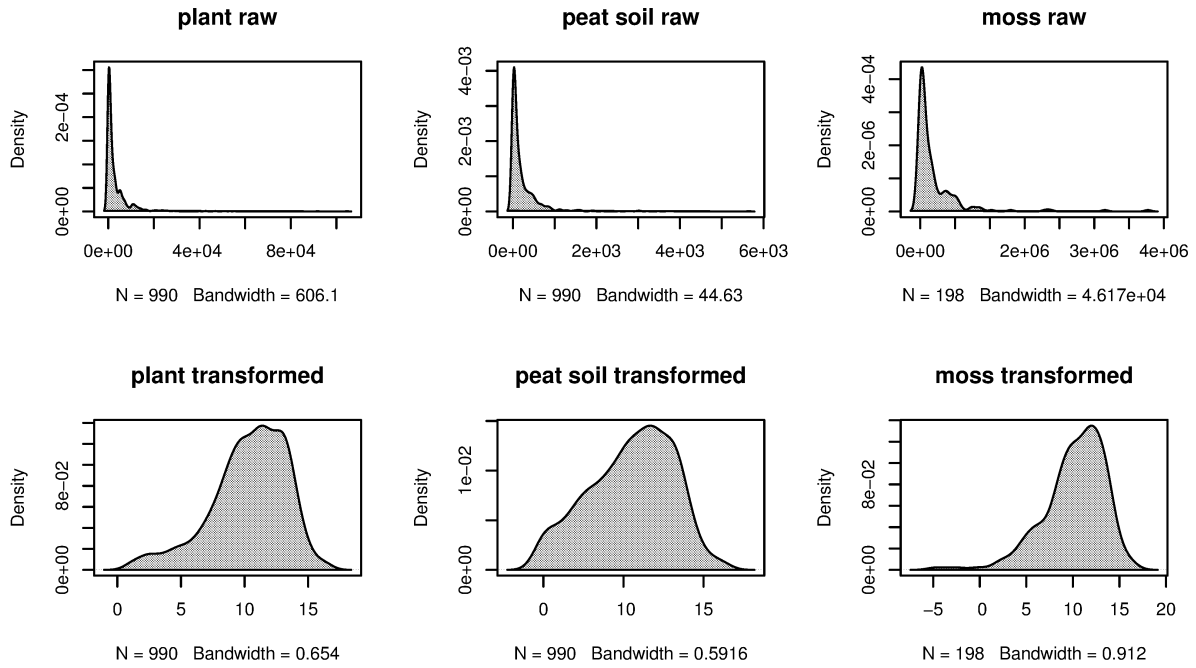 plant raw
Density
0e+00 2e−04
0e+00 4e+04 8e+04
N = 990 Bandwidth = 606.1
peat soil raw
Density
0e+00 2e−03 4e−03
0e+00 2e+03 4e+03 6e+03
N = 990 Bandwidth = 44.63
moss raw
Density
0e+00 2e−06 4e−04
0e+00 2e+06 3e+06 4e+06
N = 198 Bandwidth = 4.617e+04
plant transformed
Density
0e+00 8e−02
0 5 10 15
N = 990 Bandwidth = 0.654
peat soil transformed
Density
0e+00 1e−02
0 10 15
N = 990 Bandwidth = 0.5916
moss transformed
Density
0e+00 8e−02
−5 0 5 10 15 20
N = 198 Bandwidth = 0.912